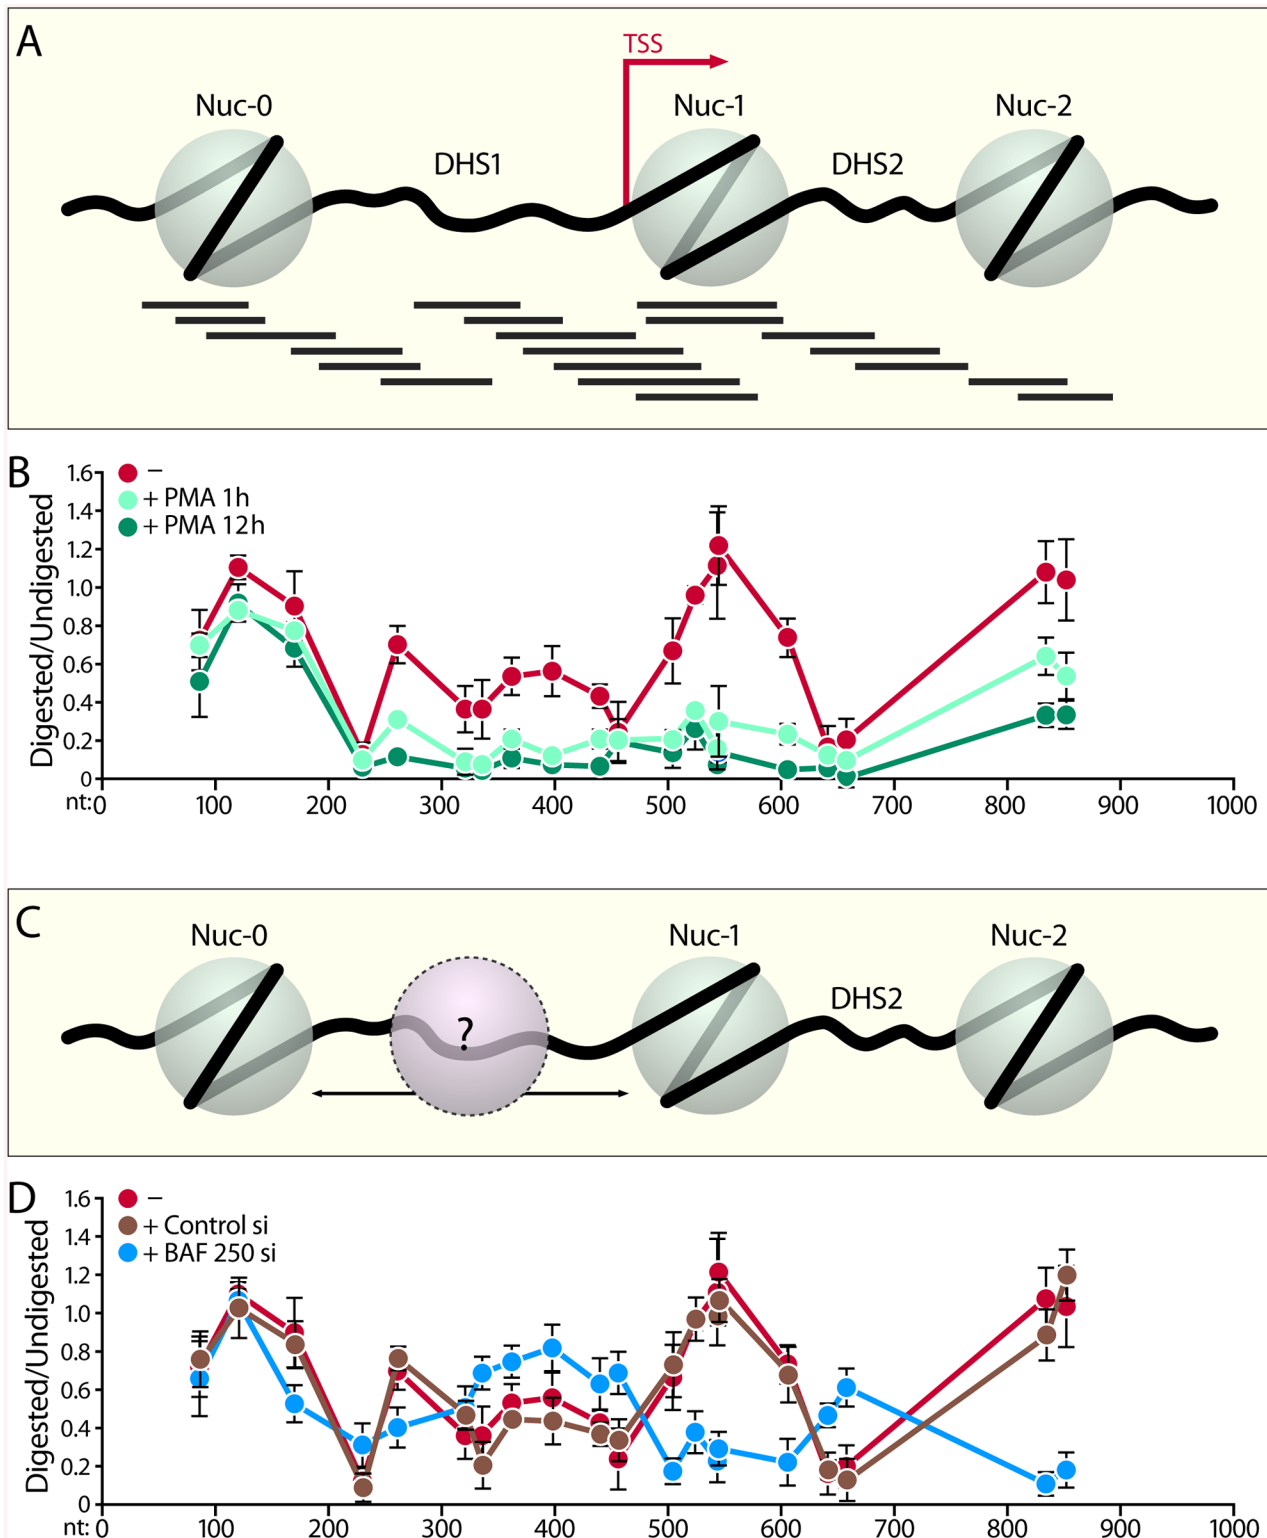 A
TSS
Nuc-0 Nuc-1 Nuc-2
DHS1 DHS2
B
Digested/Undigested
1.6
1.4
1.2
1.0
0.8
0.6
0.4
0.2
0
−
+ PMA 1h
+ PMA 12h
nt: 0 100 200 300 400 500 600 700 800 900 1000
C
Nuc-0 Nuc-1 Nuc-2
DHS2
?
D
Digested/Undigested
1.6
1.4
1.2
1.0
0.8
0.6
0.4
0.2
0
−
+ Control si
+ BAF 250 si
nt: 0 100 200 300 400 500 600 700 800 900 1000